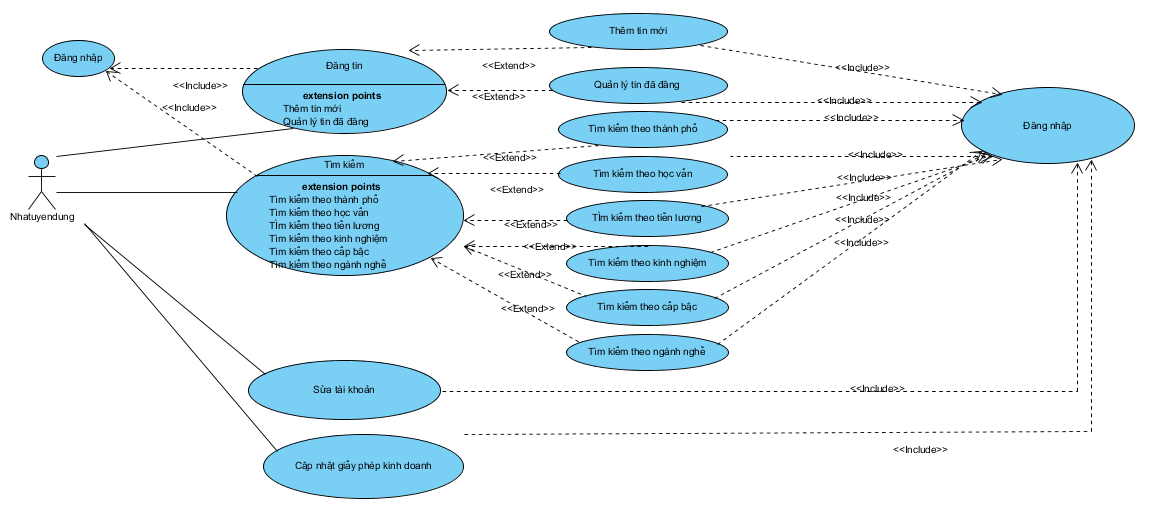 Thêm tin mới
Đăng nhập
Đăng tin
<<Include>>
<<Extend>>
<<Include>>
Quản lý tin đã đăng
extension points
Thêm tin mới
Quản lý tin đã đăng
<<Include>>
<<Extend>>
<<Include>>
<<Include>>
Tìm kiếm theo thành phố
Đăng nhập
Tìm kiếm
<<Extend>>
<<Include>>
Tìm kiếm theo học vấn
extension points
Tìm kiếm theo thành phố
Tìm kiếm theo học vấn
TÌm kiếm theo tiền lương
Tìm kiếm theo kinh nghiệm
Tìm kiếm theo cấp bậc
Tìm kiếm theo ngành nghề
<<Extend>>
<<Include>>
<<Include>>
Nhatuyendung
<<Extend>>
TÌm kiếm theo tiền lương
<<Include>>
<<Extend>>
<<Include>>
Tìm kiếm theo kinh nghiệm
<<Extend>>
Tìm kiếm theo cấp bậc
<<Extend>>
Tìm kiếm theo ngành nghề
Sửa tài khoản
<<Include>>
<<Include>>
Cập nhật giấy phép kinh doanh